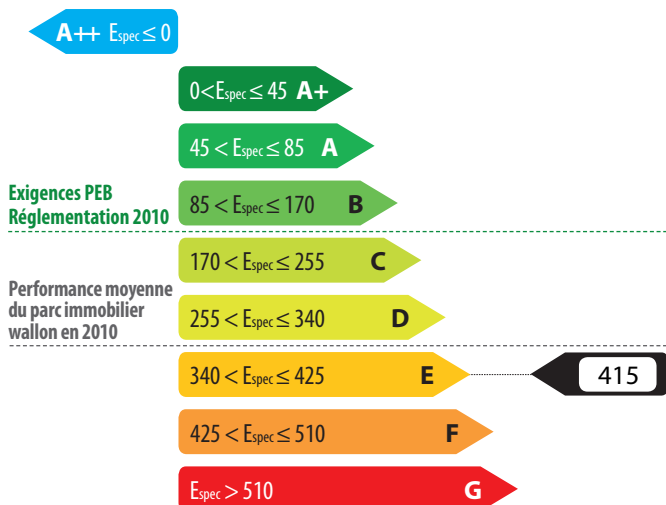 A++ Espec ≤ 0
0<Espec ≤ 45 A+
45 < Espec ≤ 85 A
Exigences PEB
Réglementation 2010
85 < Espec ≤ 170 B
170 < Espec ≤ 255 C
Performance moyenne
du parc immobilier
wallon en 2010
255 < Espec ≤ 340 D
340 < Espec ≤ 425 E
415
425 < Espec ≤ 510 F
Espec > 510 G